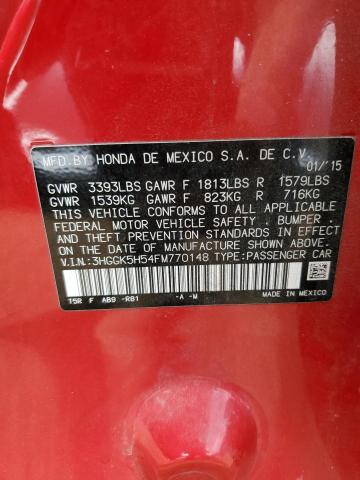 MFD.BY HONDA DE MEXICO S.A. DE C.V.
01/'15
GVWR 3393LBS GAWR F 1813LBS R 1579LBS
GVWR 1539KG GAWR F 823KG R 716KG
THIS VEHICLE CONFORMS TO ALL APPLICABLE
FEDERAL MOTOR VEHICLE SAFETY , BUMPER ,
AND THEFT PREVENTION STANDARDS IN EFFECT
ON THE DATE OF MANUFACTURE SHOWN ABOVE.
V.I.N:3HGGK5H54FM770148 TYPE:PASSENGER CAR
T5R F AB9 -R81 -A -M
MADE IN MEXICO